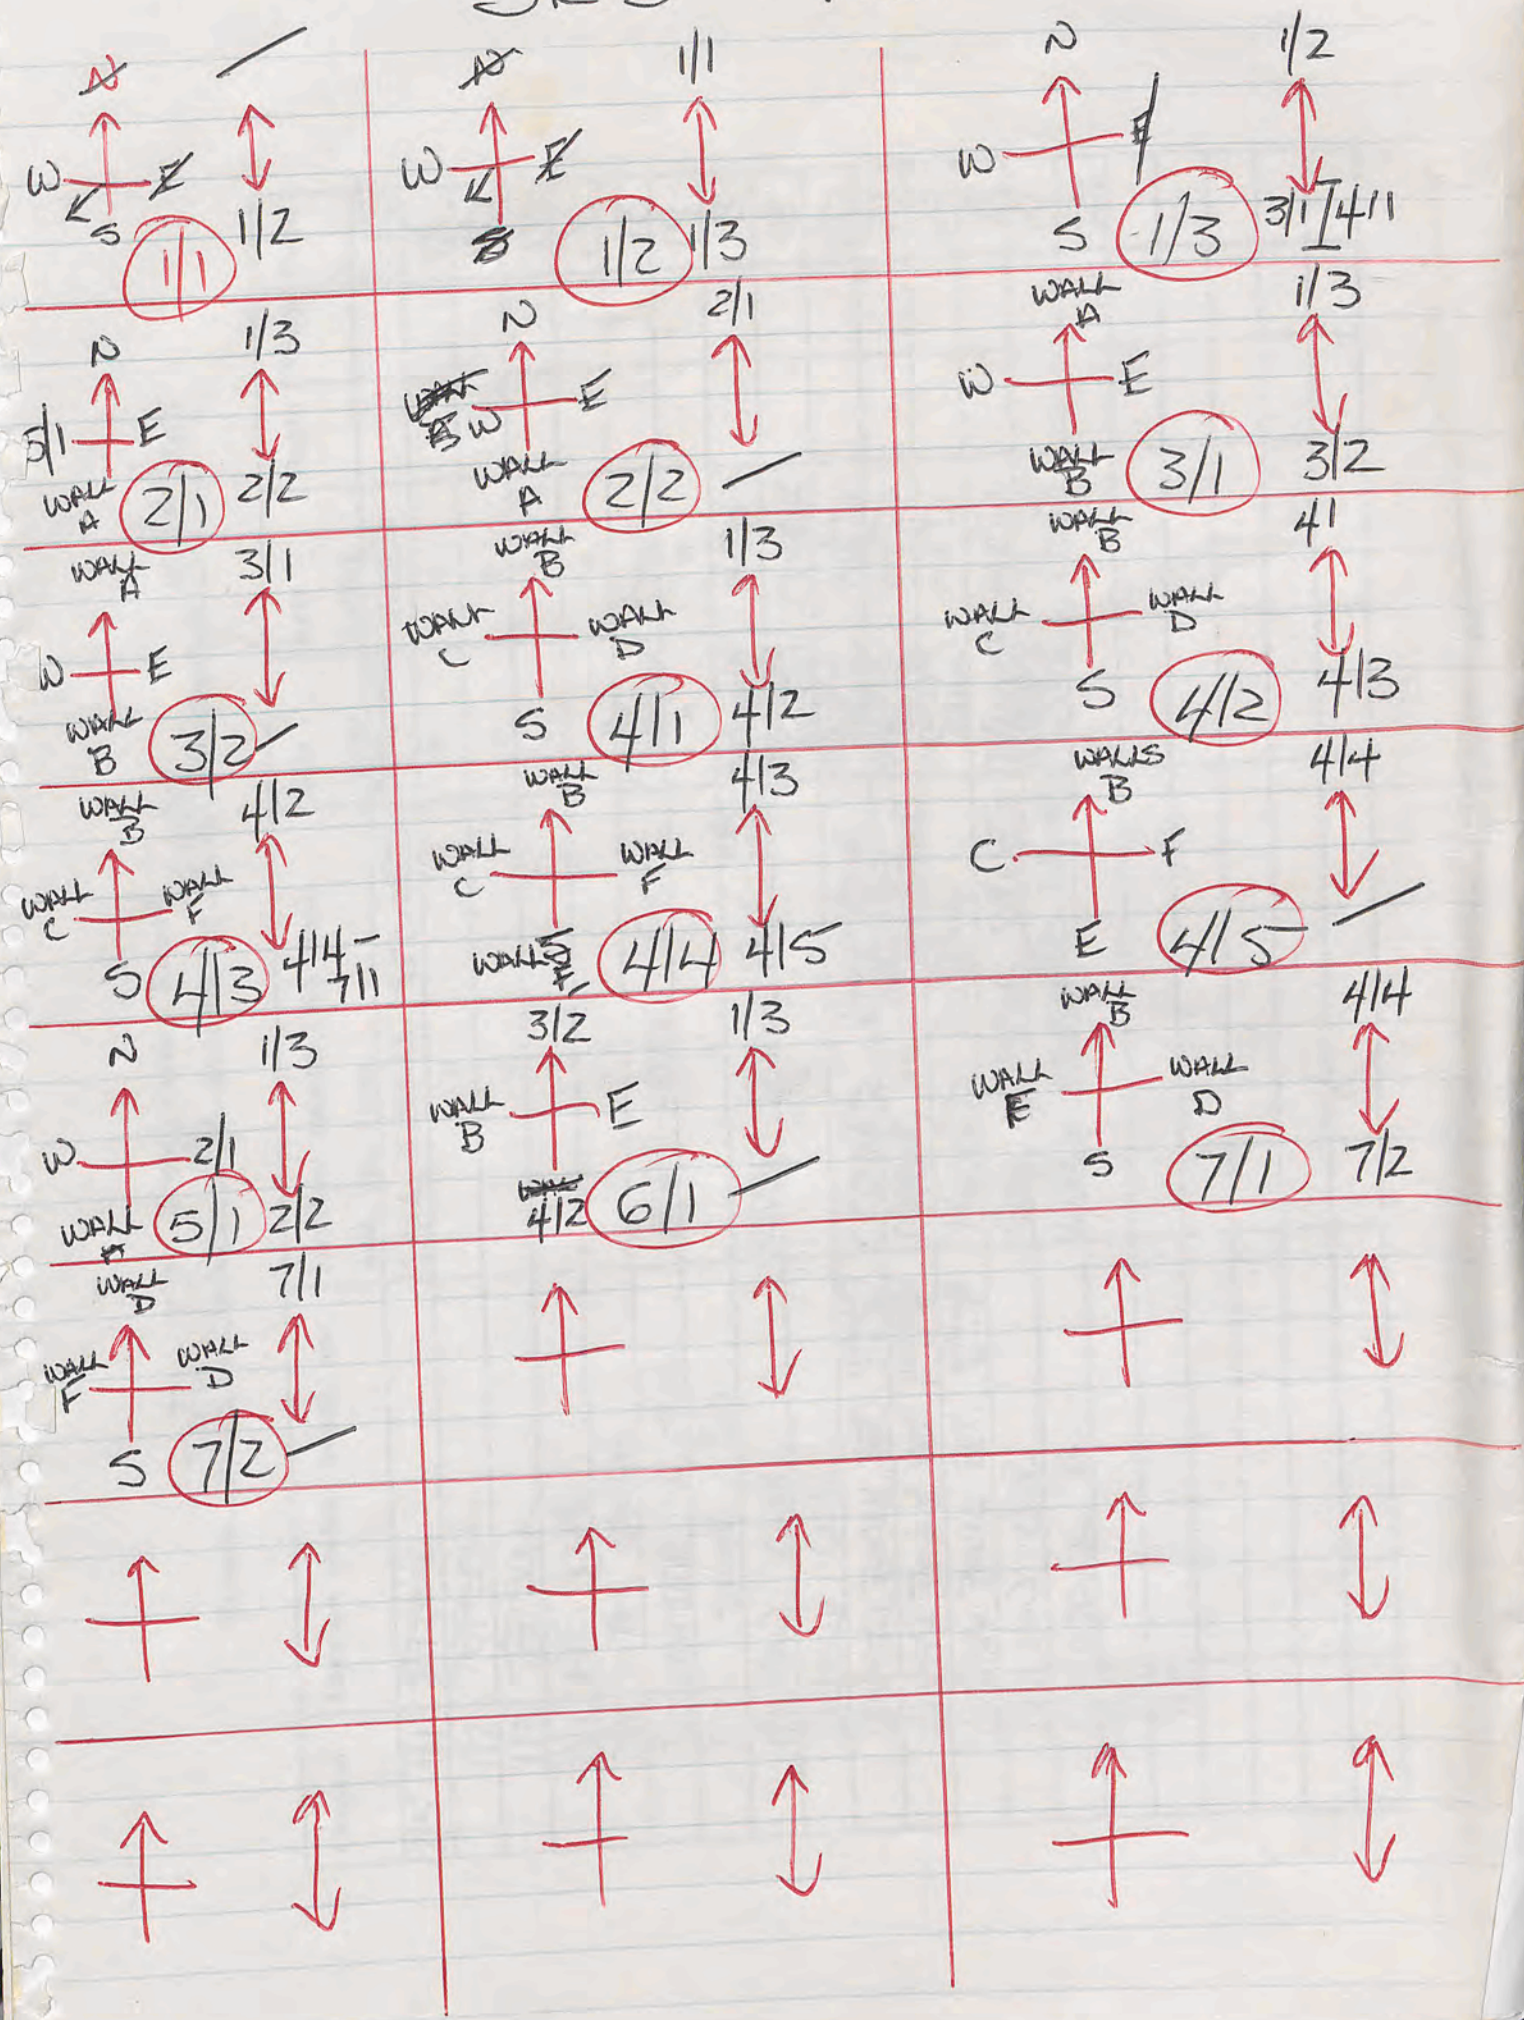 N
W E
S 1/1 1/2
N 1/1
W E
S 1/2 1/3
N 1/2
W E
S 1/3 3/1 4/1
N 1/3
5/1 E
WALL
A 2/1 2/2
N 2/1
W E
WALL
A 2/2
WALL
A 1/3
W E
WALL
B 3/1 3/2
WALL
A 3/1
W E
WALL
B 3/2
WALL
B 1/3
WALL
C WALL
D
S 4/1 4/2
WALL
B 4/1
WALL
C WALL
D
S 4/2 4/3
WALL
B 4/2
WALL
C WALL
F
S 4/3 4/4 –
7/1
WALL
B 4/3
WALL
C WALL
F
4/4 4/5
WALLS
B 4/4
C F
E 4/5
N 1/3
W 2/1
WALL
A 5/1 2/2
3/2 1/3
WALL
B E
4/2 6/1
WALL
B 4/4
WALL
E WALL
D
S 7/1 7/2
WALL
D 7/1
WALL
F WALL
D
S 7/2